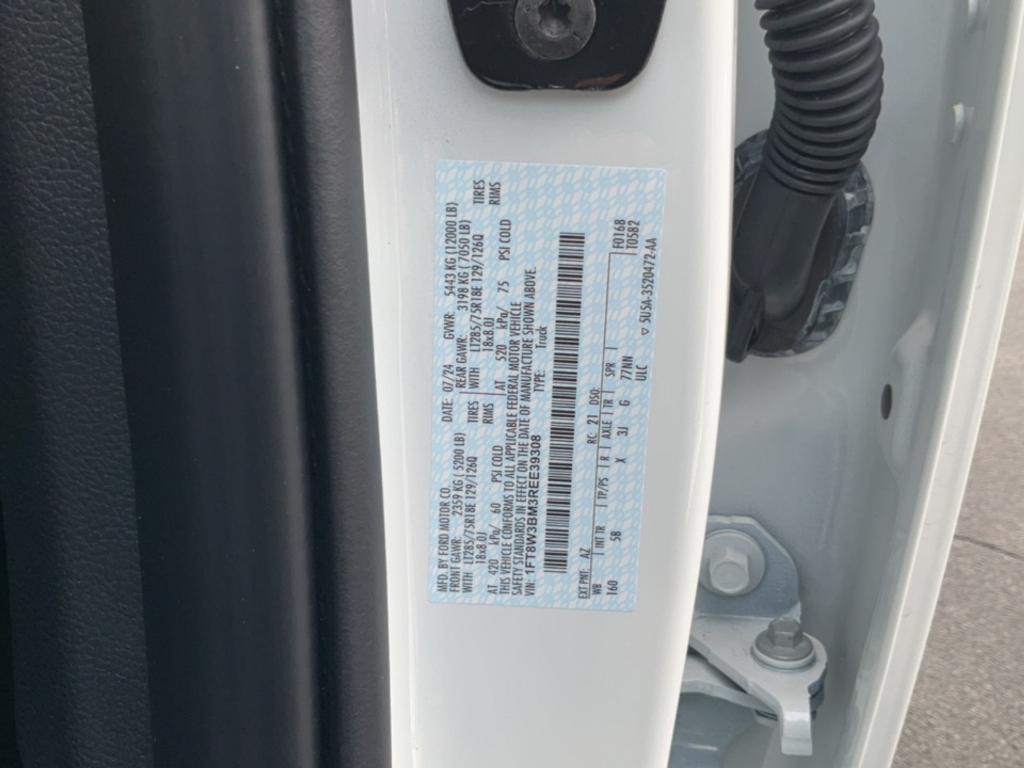 MFD. BY FORD MOTOR CO.
DATE: 07/24 GVWR: 5443 KG (12000 LB)
FRONT GAWR: 2359 KG ( 5200 LB) REAR GAWR: 3198 KG ( 7050 LB)
WITH LT285/75R18E 129/126Q TIRES WITH LT285/75R18E 129/126Q TIRES
18x8.0J RIMS 18x8.0J RIMS
AT 420 kPa/ 60 PSI COLD AT 520 kPa/ 75 PSI COLD
THIS VEHICLE CONFORMS TO ALL APPLICABLE FEDERAL MOTOR VEHICLE
SAFETY STANDARDS IN EFFECT ON THE DATE OF MANUFACTURE SHOWN ABOVE
VIN: 1FT8W3BM3REE39308 TYPE: Truck
F0168
T0582
EXT PNT: AZ RC: 21 DSO:
WB INT TR TP/PS R AXLE TR SPR
160 5B X 3J G 77NN
ULC ▽ 5U5A-3520472-AA